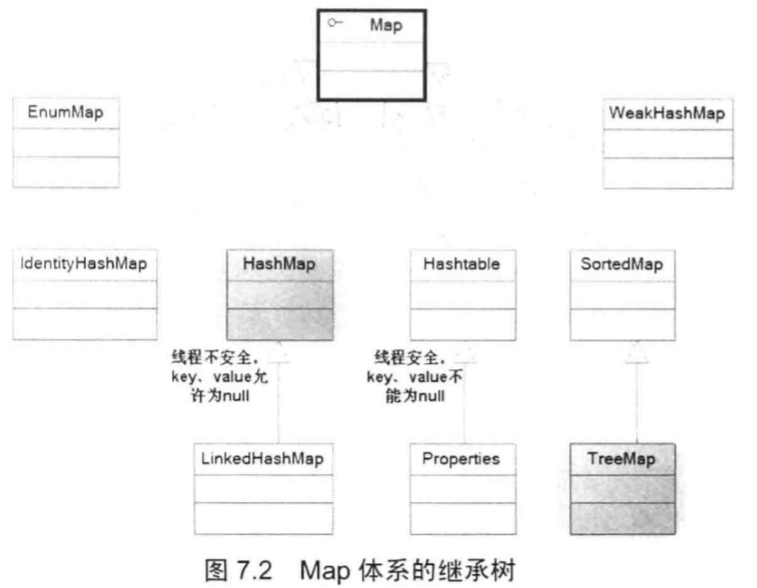 Map
EnumMap
WeakHashMap
IdentityHashMap
HashMap
Hashtable
SortedMap
线程不安全，
key、value允
许为null
线程安全，
key、value不
能为null
LinkedHashMap
Properties
TreeMap
图 7.2 Map 体系的继承树